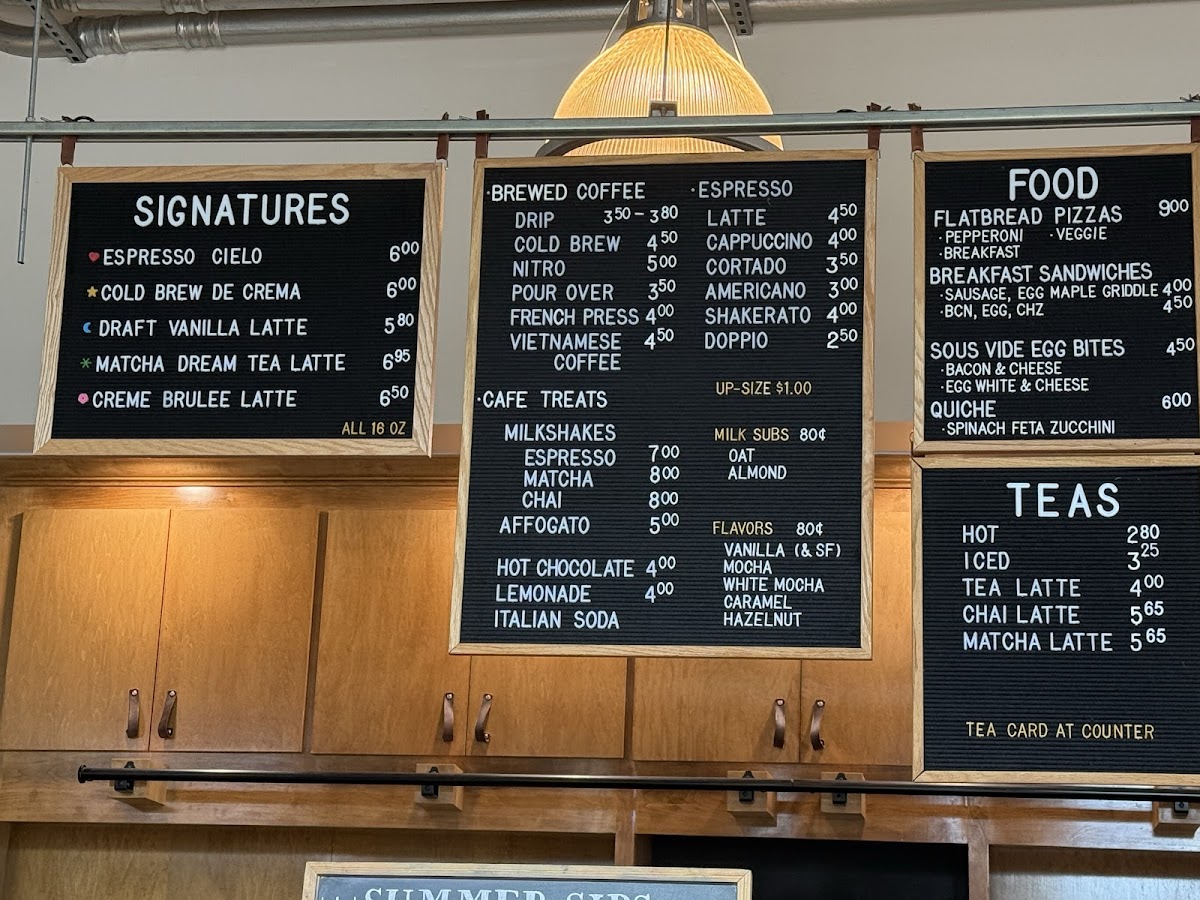 SIGNATURES
ESPRESSO CIELO 6.00
COLD BREW DE CREMA 6.00
DRAFT VANILLA LATTE 5.80
MATCHA DREAM TEA LATTE 6.95
CREME BRULEE LATTE 6.50
ALL 16 OZ
·BREWED COFFEE
DRIP 3.50-3.80
COLD BREW 4.50
NITRO 5.00
POUR OVER 3.50
FRENCH PRESS 4.00
VIETNAMESE 4.50
COFFEE
·CAFE TREATS
MILKSHAKES
ESPRESSO 7.00
MATCHA 8.00
CHAI 8.00
AFFOGATO 5.00
HOT CHOCOLATE 4.00
LEMONADE 4.00
ITALIAN SODA
·ESPRESSO
LATTE 4.50
CAPPUCCINO 4.00
CORTADO 3.50
AMERICANO 3.00
SHAKERATO 4.00
DOPPIO 2.50
UP-SIZE $1.00
MILK SUBS 80¢
OAT
ALMOND
FLAVORS 80¢
VANILLA (& SF)
MOCHA
WHITE MOCHA
CARAMEL
HAZELNUT
FOOD
FLATBREAD PIZZAS 9.00
·PEPPERONI ·VEGGIE
·BREAKFAST
BREAKFAST SANDWICHES
·SAUSAGE, EGG MAPLE GRIDDLE 4.00
·BCN, EGG, CHZ 4.50
SOUS VIDE EGG BITES 4.50
·BACON & CHEESE
·EGG WHITE & CHEESE
QUICHE 6.00
·SPINACH FETA ZUCCHINI
TEAS
HOT 2.80
ICED 3.25
TEA LATTE 4.00
CHAI LATTE 5.65
MATCHA LATTE 5.65
TEA CARD AT COUNTER
SUMMER SIPS